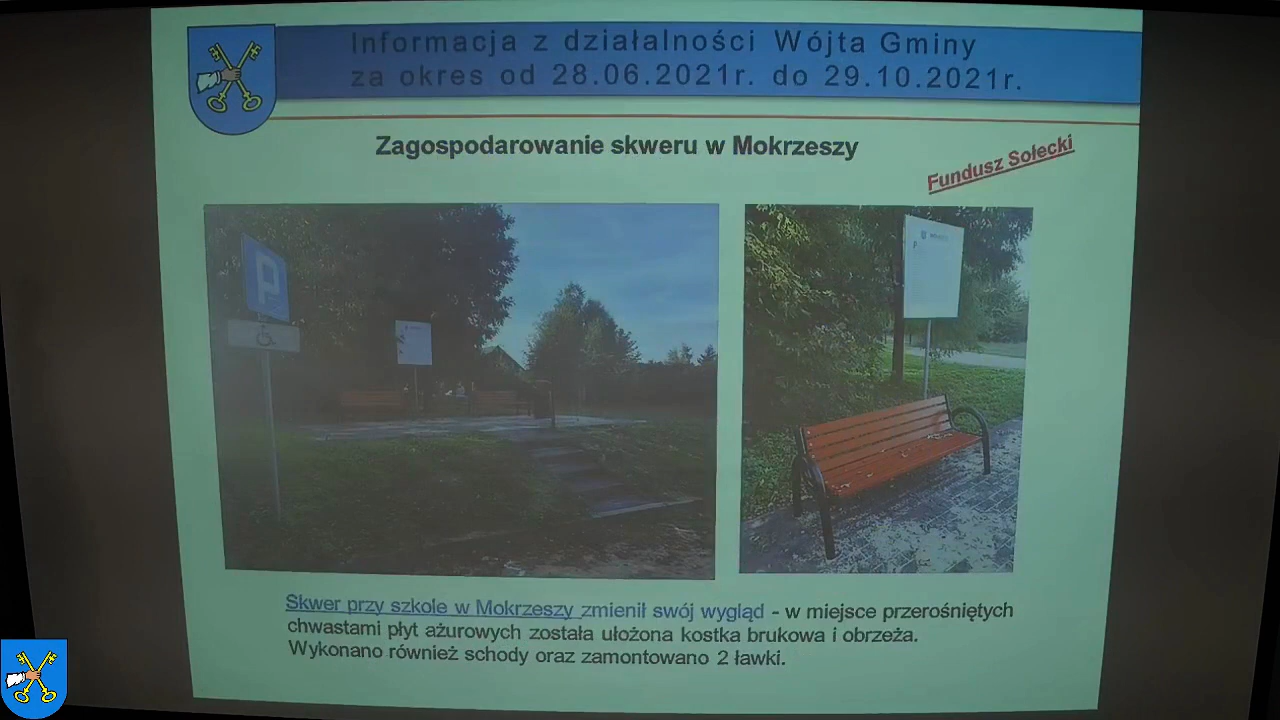 Informacja z działalności Wójta Gminy
za okres od 28.06.2021r. do 29.10.2021r.
Zagospodarowanie skweru w Mokrzeszy
Fundusz Sołecki
P
Skwer przy szkole w Mokrzeszy zmienił swój wygląd - w miejsce przerośniętych
chwastami płyt ażurowych została ułożona kostka brukowa i obrzeża.
Wykonano również schody oraz zamontowano 2 ławki.